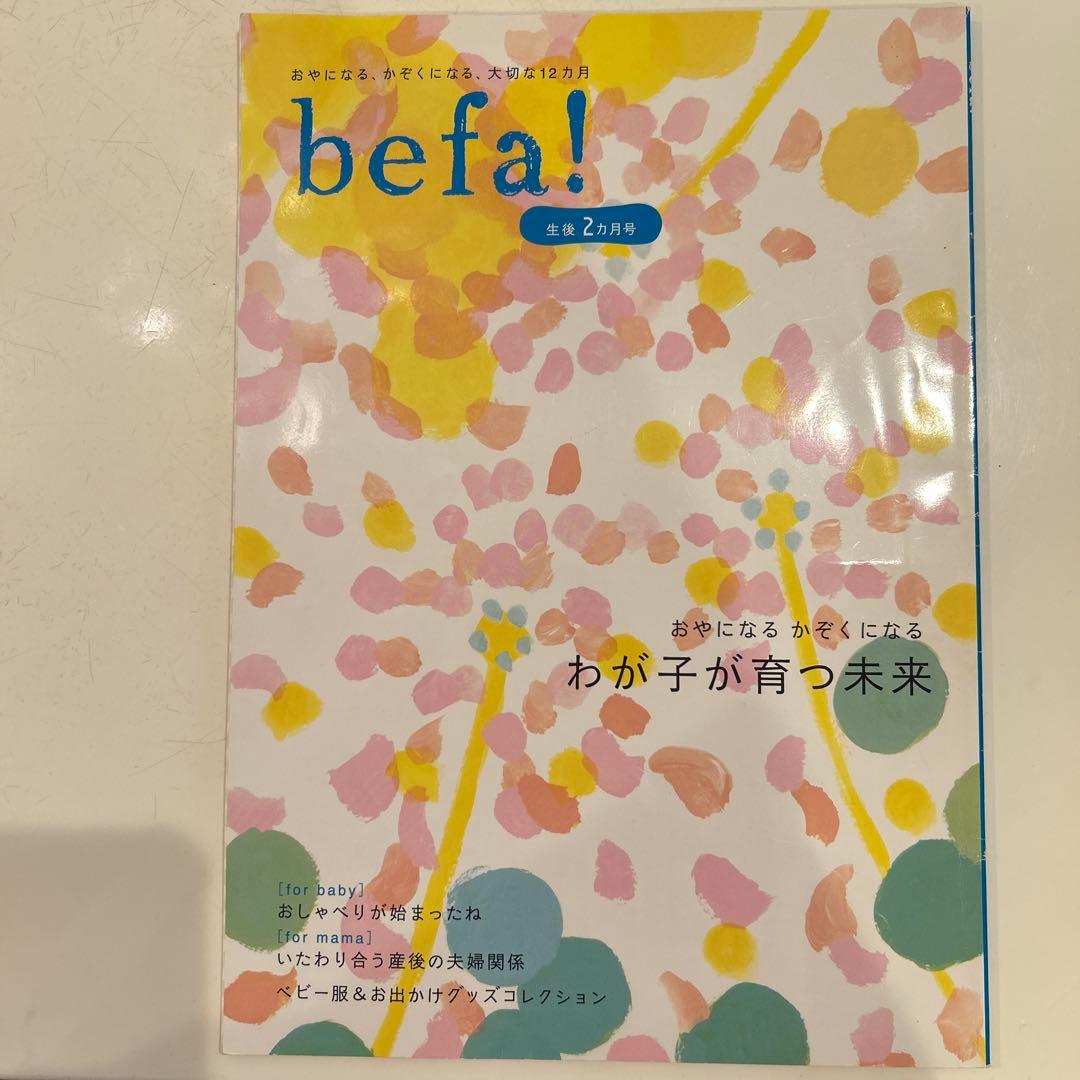 おやになる、かぞくになる、大切な12カ月
befa!
生後 2カ月号
おやになる かぞくになる
わが子が育つ未来
[for baby]
おしゃべりが始まったね
[for mama]
いたわり合う産後の夫婦関係
ベビー服&お出かけグッズコレクション